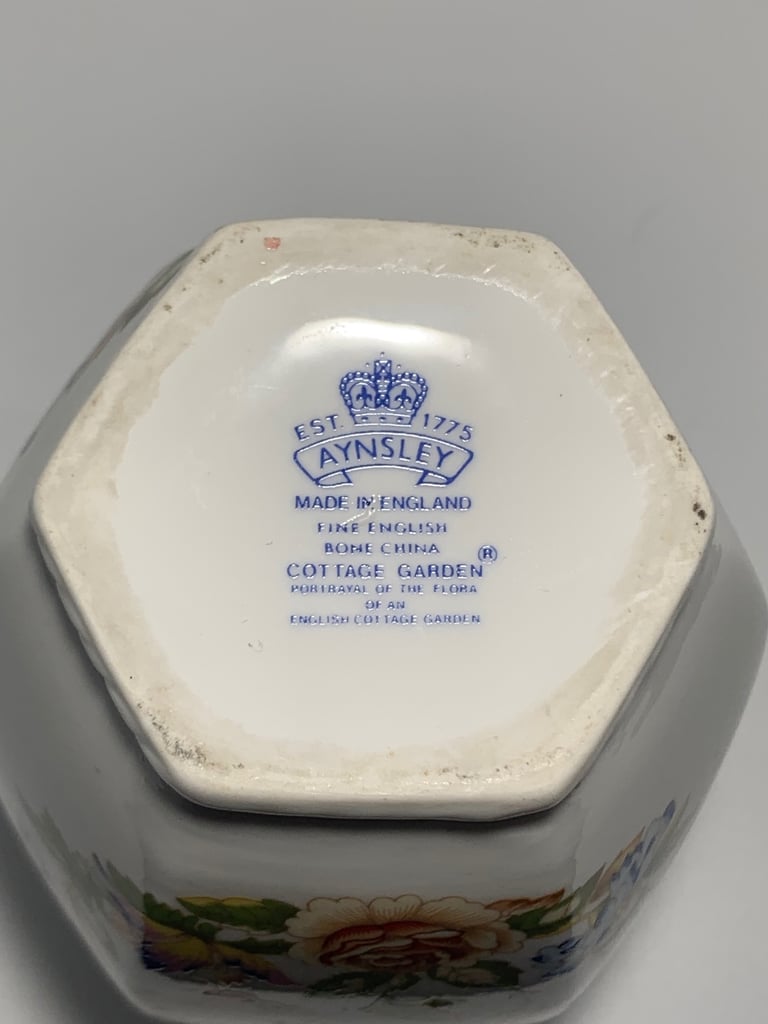 EST. 1775
AYNSLEY
MADE IN ENGLAND
FINE ENGLISH
BONE CHINA
COTTAGE GARDEN®
PORTRAYAL OF THE FLORA
OF AN
ENGLISH COTTAGE GARDEN